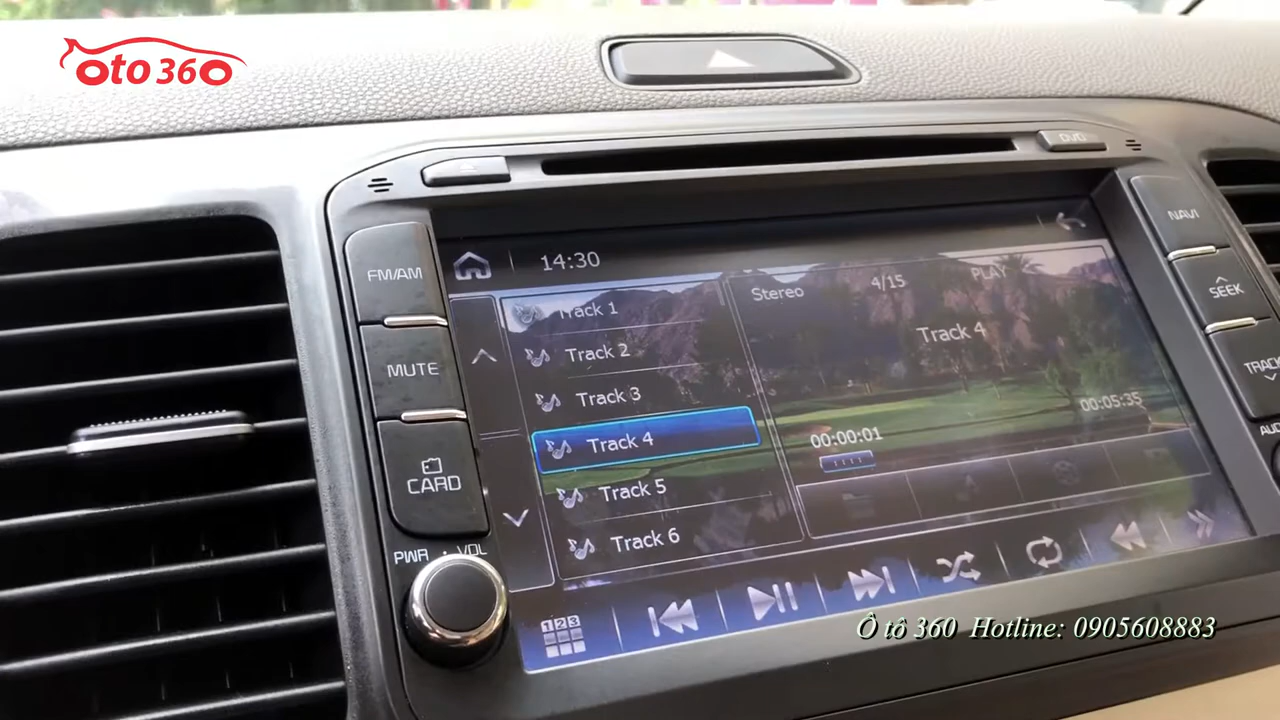 oto 360
DVD
NAVI
SEEK
TRACK
FM/AM
MUTE
CARD
PWR • VOL
14:30
Track 1
Track 2
Track 3
Track 4
Track 5
Track 6
Stereo
4/15
PLAY
Track 4
00:05:35
00:00:01
123
Ô tô 360 Hotline: 0905608883